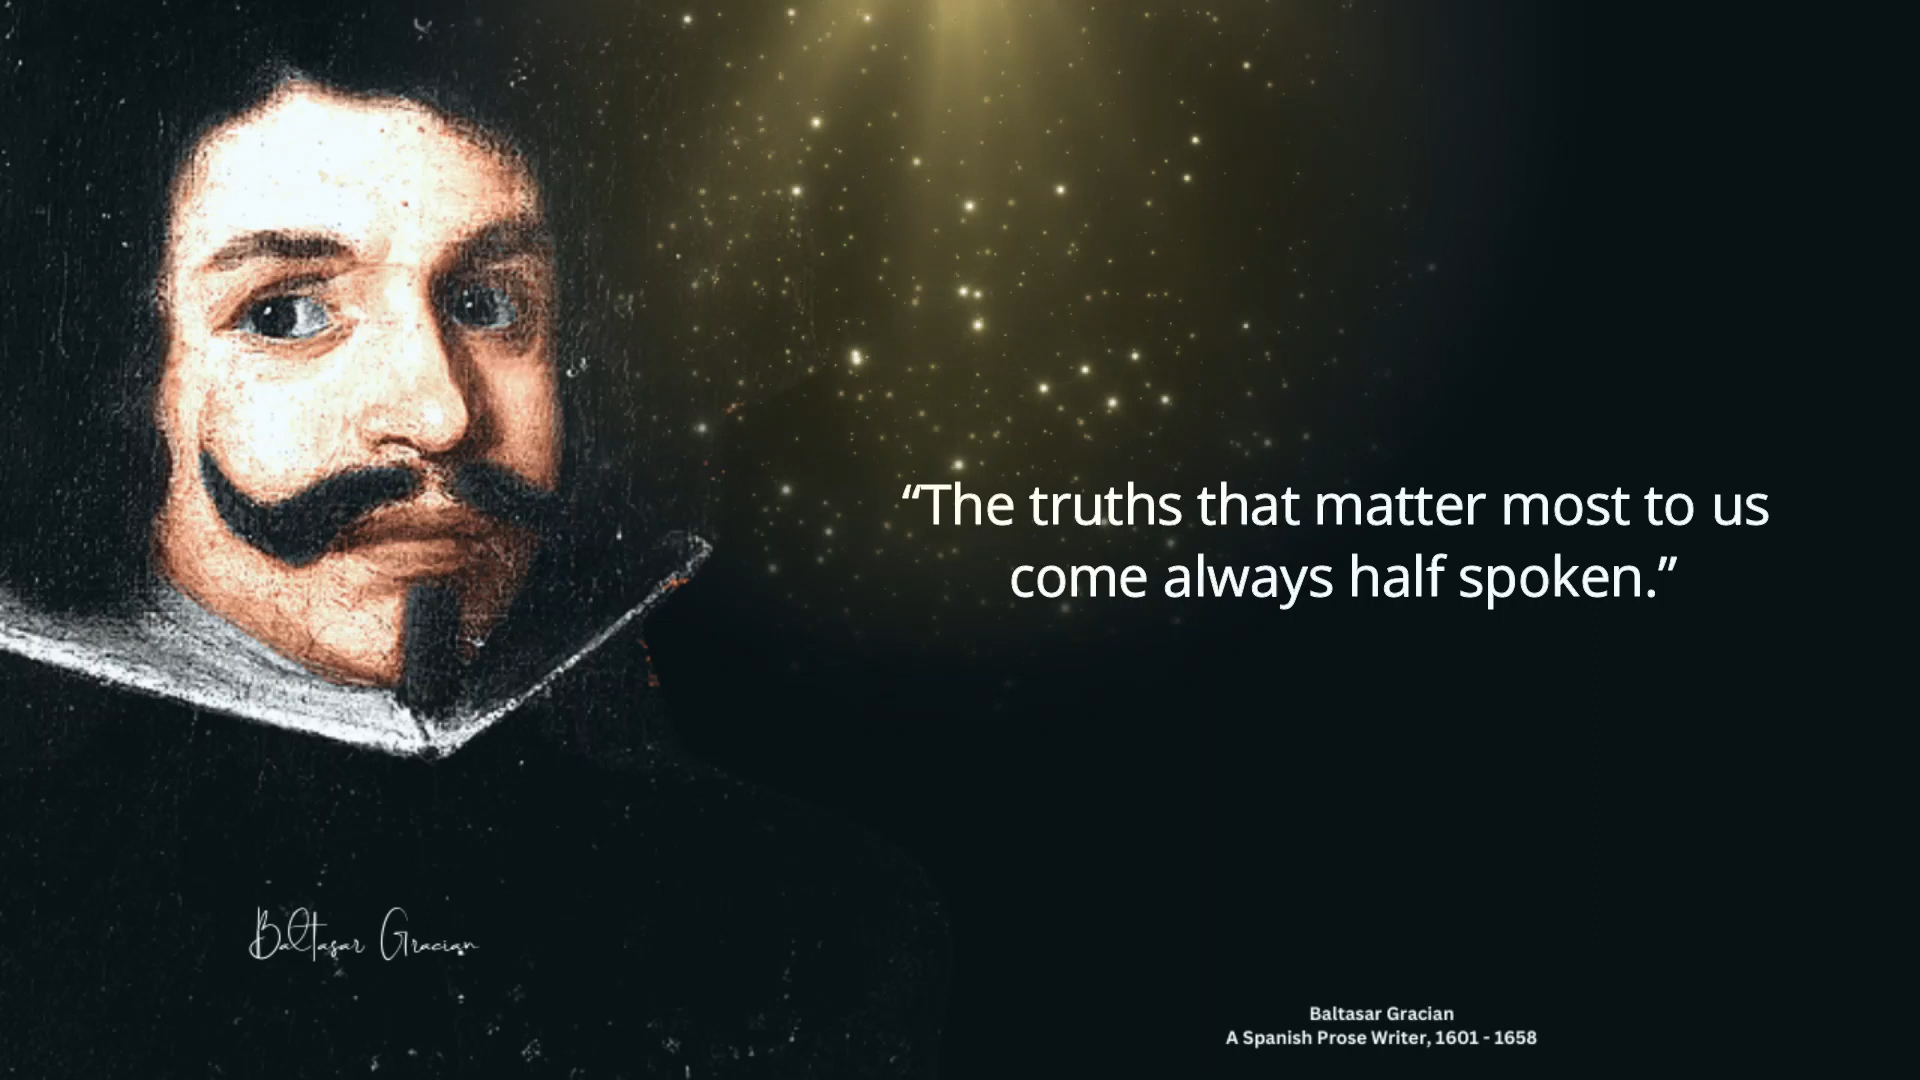 “The truths that matter most to us
come always half spoken.”
Baltasar Gracian
Baltasar Gracian
A Spanish Prose Writer, 1601 - 1658